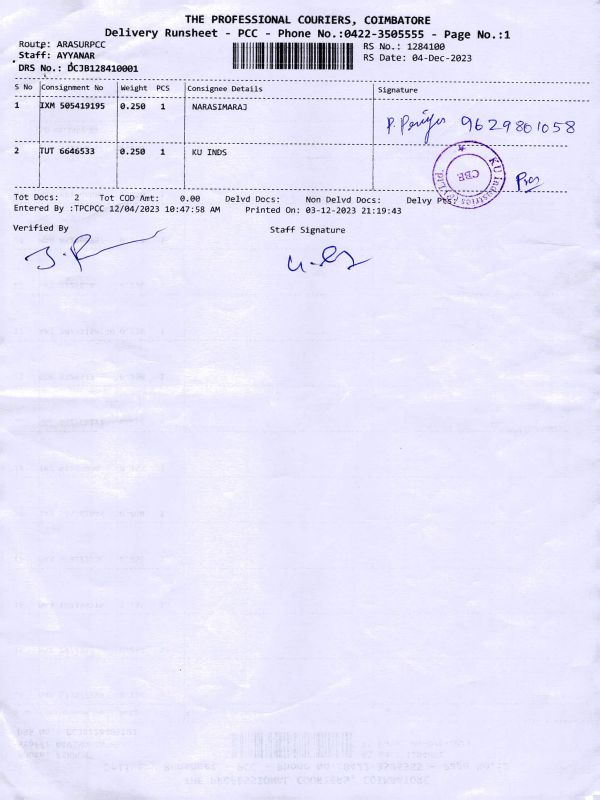 THE PROFESSIONAL COURIERS, COIMBATORE
Delivery Runsheet - PCC - Phone No.:0422-3505555 - Page No.:1
Route: ARASURPCC
RS No.: 1284100
Staff: AYYANAR
RS Date: 04-Dec-2023
DRS No.: DCJB128410001
S No Consignment No Weight PCS Consignee Details Signature
1 IXM 505419195 0.250 1 NARASIMARAJ
P. 9629801058
2 TUT 6646533 0.250 1 KU INDS
KU Industries CBE
Tot Docs: 2 Tot COD Amt: 0.00 Delvd Docs: Non Delvd Docs: Delvy Pts:
Entered By :TPCPCC 12/04/2023 10:47:58 AM Printed On: 03-12-2023 21:19:43
Verified By Staff Signature